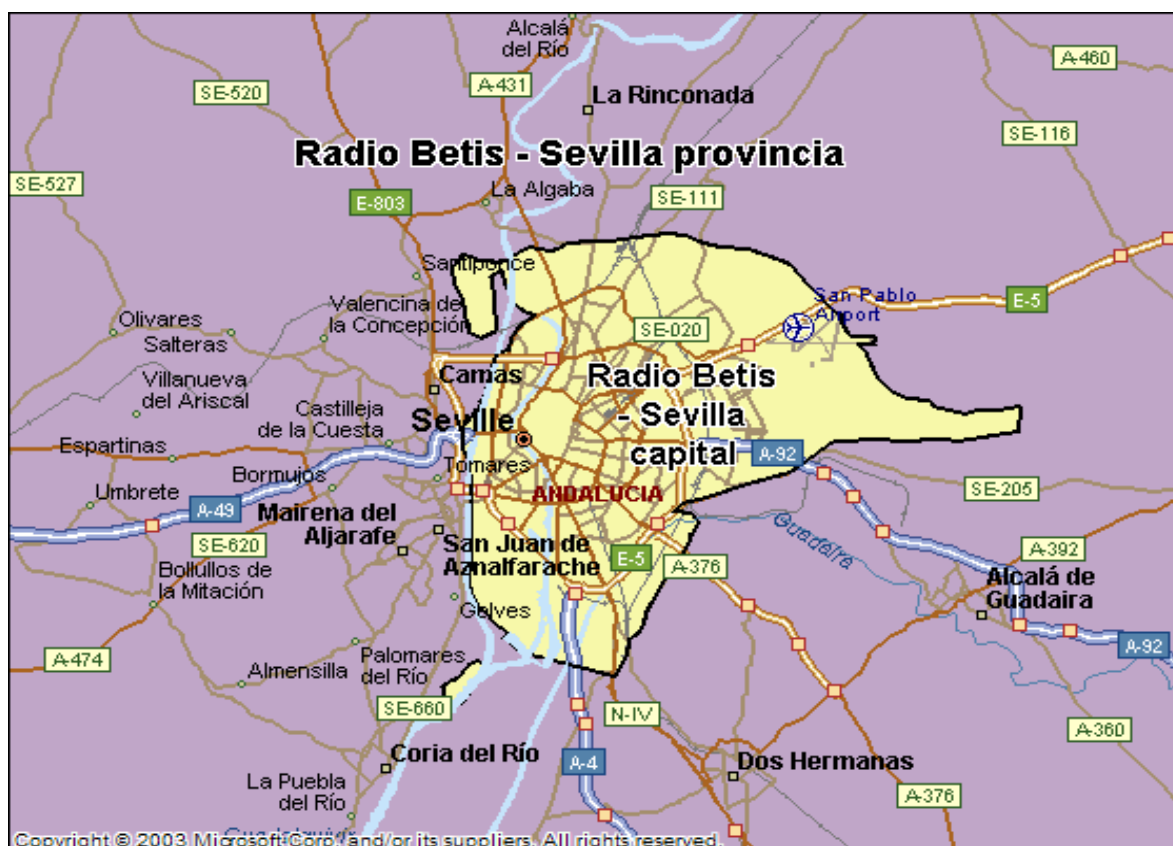 Alcalá
del Río
A-460
A-431
SE-520
La Rinconada
SE-116
Radio Betis - Sevilla provincia
SE-527
La Algaba
SE-111
E-803
Santiponce
San Pablo
Airport
E-5
Valencina de
la Concepción
Olivares
SE-020
Salteras
Camas
Radio Betis
- Sevilla
capital
Villanueva
del Ariscal
Castilleja
de la Cuesta
Seville
Espartinas
A-92
Tomares
Bormujos
SE-205
Umbrete
ANDALUCIA
A-49
Mairena del
Aljarafe
Guadaira
San Juan de
Aznalfarache
SE-620
E-5
A-392
A-376
Bollullos de
la Mitación
Alcalá de
Guadaira
Gelves
A-92
A-474
Palomares
del Río
Almensilla
SE-660
N-IV
A-360
Coria del Río
A-4
Dos Hermanas
La Puebla
del Río
A-376
Guadalquivir
Copyright © 2003 Microsoft Corp. and/or its suppliers. All rights reserved.